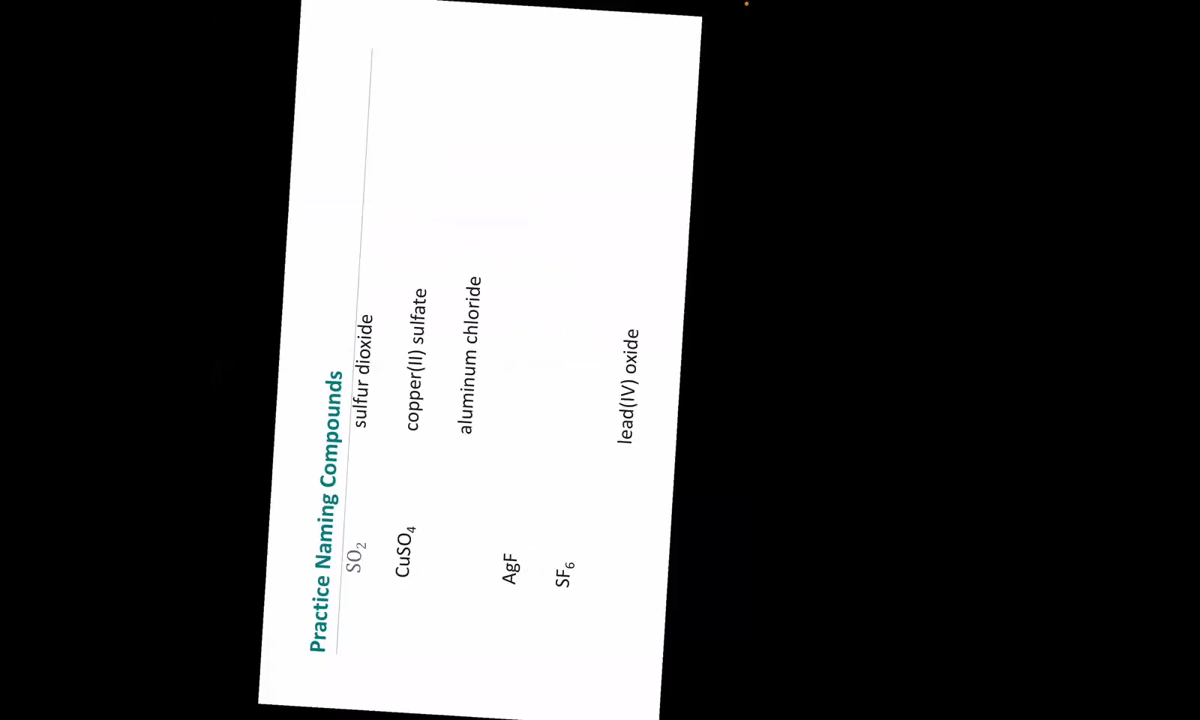 Practice Naming Compounds
SO₂ sulfur dioxide
CuSO₄ copper(II) sulfate
aluminum chloride
AgF
SF₆
lead(IV) oxide